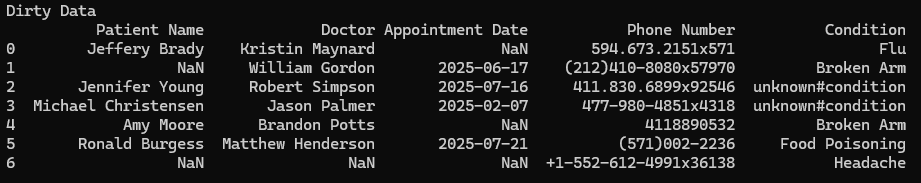 Dirty Data
Patient Name Doctor Appointment Date Phone Number Condition
0 Jeffery Brady Kristin Maynard NaN 594.673.2151x571 Flu
1 NaN William Gordon 2025-06-17 (212)410-8080x57970 Broken Arm
2 Jennifer Young Robert Simpson 2025-07-16 411.830.6899x92546 unknown#condition
3 Michael Christensen Jason Palmer 2025-02-07 477-980-4851x4318 unknown#condition
4 Amy Moore Brandon Potts NaN 4118890532 Broken Arm
5 Ronald Burgess Matthew Henderson 2025-07-21 (571)002-2236 Food Poisoning
6 NaN NaN NaN +1-552-612-4991x36138 Headache